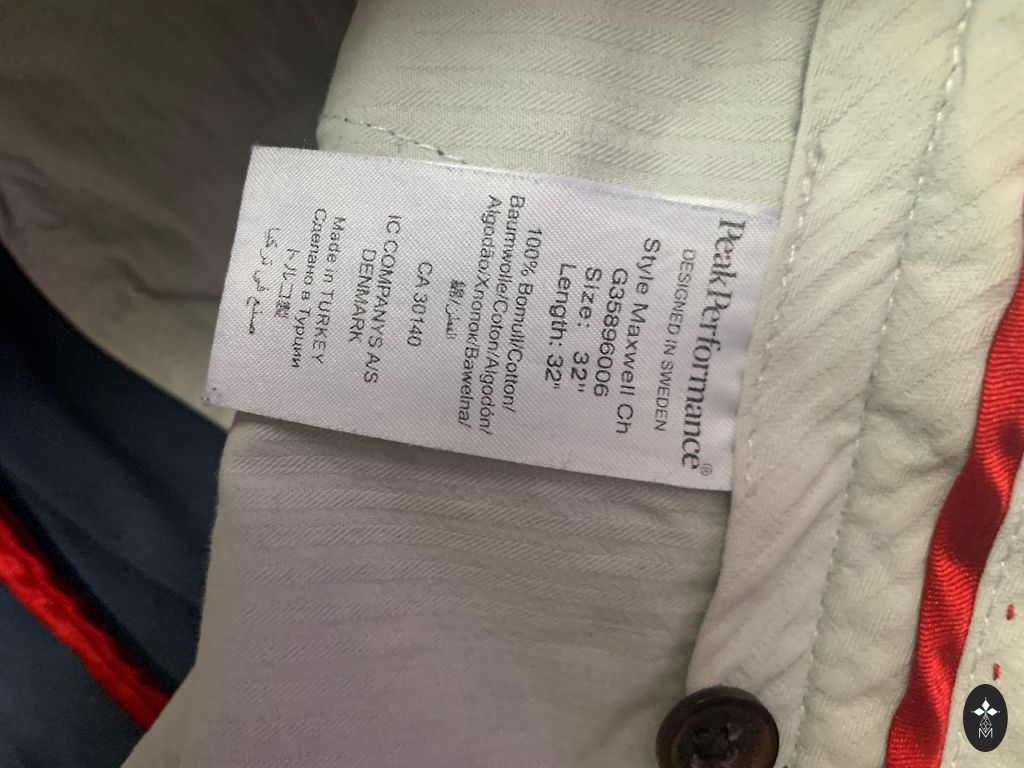 PeakPerformance®
DESIGNED IN SWEDEN
Style Maxwell Ch
G35896006
Size: 32"
Length: 32"
100% Bomull/Cotton/
Baumwolle/Coton/Algodón/
Algodão/Хлопок/Bawelna/
القطن/綿
CA 30140
IC COMPANYS A/S
DENMARK
Made in TURKEY
Сделано в Турции
トルコ製
صنع في تركيا
M